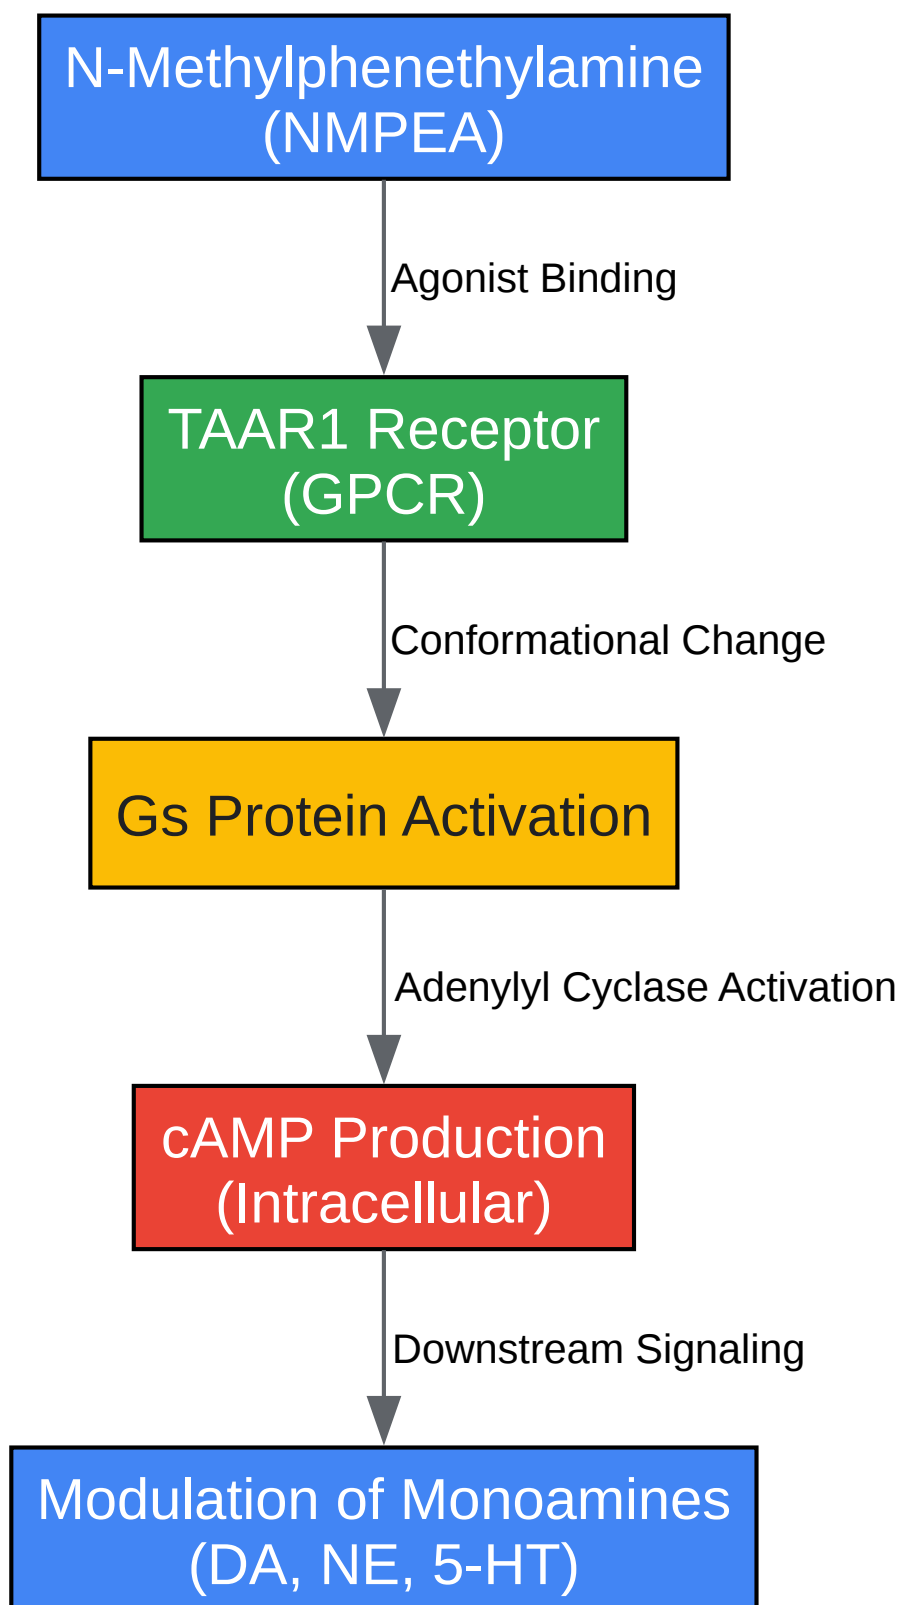 N-Methylphenethylamine
(NMPEA)
Agonist Binding
TAAR1 Receptor
(GPCR)
Conformational Change
Gs Protein Activation
Adenylyl Cyclase Activation
cAMP Production
(Intracellular)
Downstream Signaling
Modulation of Monoamines
(DA, NE, 5-HT)